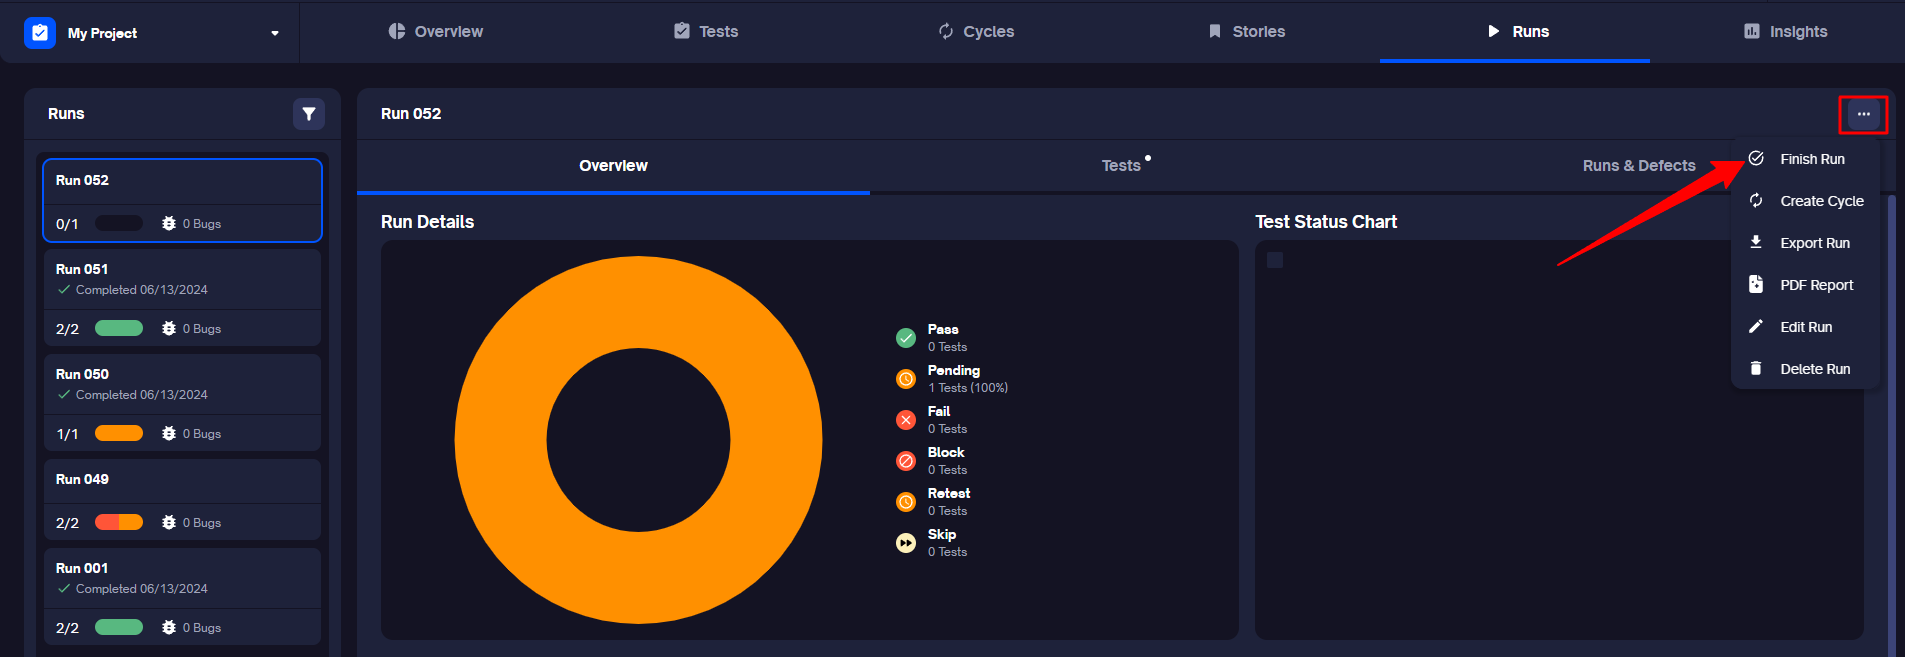 My Project
Overview
Tests
Cycles
Stories
Runs
Insights
Runs
Run 052
0/1
0 Bugs
Run 051
Completed 06/13/2024
2/2
0 Bugs
Run 050
Completed 06/13/2024
1/1
0 Bugs
Run 049
2/2
0 Bugs
Run 001
Completed 06/13/2024
2/2
0 Bugs
Run 052
Overview
Tests
Runs & Defects
Run Details
Pass
0 Tests
Pending
1 Tests (100%)
Fail
0 Tests
Block
0 Tests
Retest
0 Tests
Skip
0 Tests
Test Status Chart
Finish Run
Create Cycle
Export Run
PDF Report
Edit Run
Delete Run